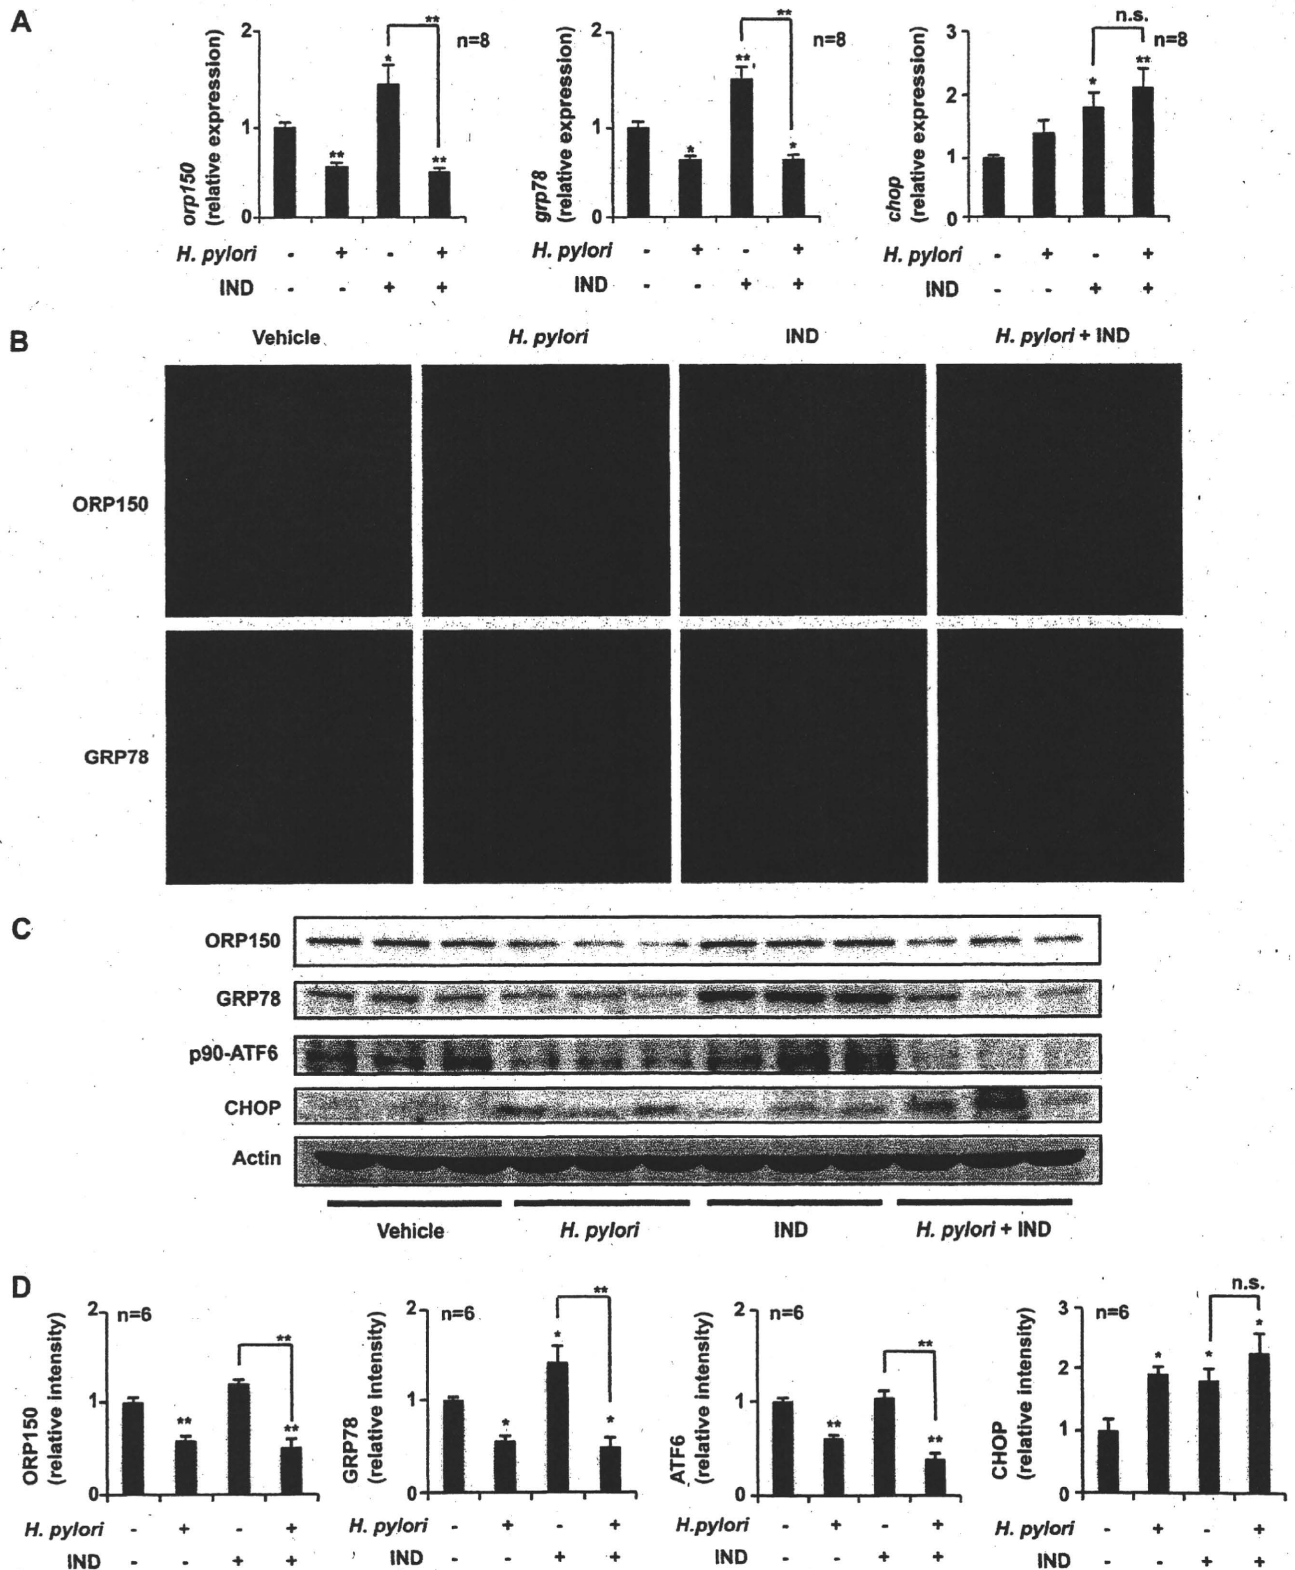 A
orp150
(relative expression)
2
1
0
* ** ** **
n=8
H. pylori - + - +
IND - - + +
grp78
(relative expression)
2
1
0
* ** * **
n=8
H. pylori - + - +
IND - - + +
chop
(relative expression)
3
2
1
0
* ** n.s.
n=8
H. pylori - + - +
IND - - + +
B
Vehicle H. pylori IND H. pylori + IND
ORP150
GRP78
C
ORP150
GRP78
p90-ATF6
CHOP
Actin
Vehicle H. pylori IND H. pylori + IND
D
ORP150
(relative intensity)
2
1
0
n=6
** ** **
H. pylori - + - +
IND - - + +
GRP78
(relative intensity)
2
1
0
n=6
* * * **
H. pylori - + - +
IND - - + +
ATF6
(relative intensity)
2
1
0
n=6
** ** **
H.pylori - + - +
IND - - + +
CHOP
(relative intensity)
3
2
1
0
n=6
* * * n.s.
H. pylori - + - +
IND - - + +